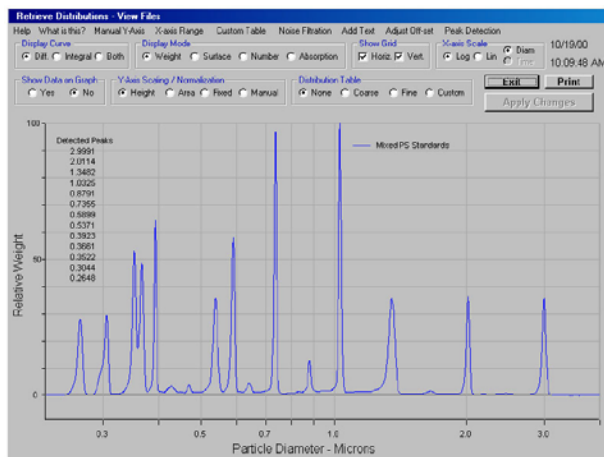 Retrieve Distributions - View Files
Help What is this? Manual Y-Axis X-axis Range Custom Table Noise Filtration Add Text Adjust Off-set Peak Detection
Display Curve Display Mode Show Grid X-axis Scale 10/19/00
Diff. Integral Both Weight Surface Number Absorption Horiz. Vert. Log Lin Diam Time 10:09:48 AM
Show Data on Graph Y-Axis Scaling / Normalization Distribution Table Exit Print
Yes No Height Area Fixed Manual None Coarse Fine Custom Apply Changes
100
Detected Peaks
2.9991
2.0114
1.3482
1.0325
0.8791
0.7355
0.5899
0.5371
0.3923
0.3661
0.3522
0.3044
0.2648
Mixed PS Standards
Relative Weight
50
0
0.3 0.5 0.7 1.0 2.0 3.0
Particle Diameter - Microns